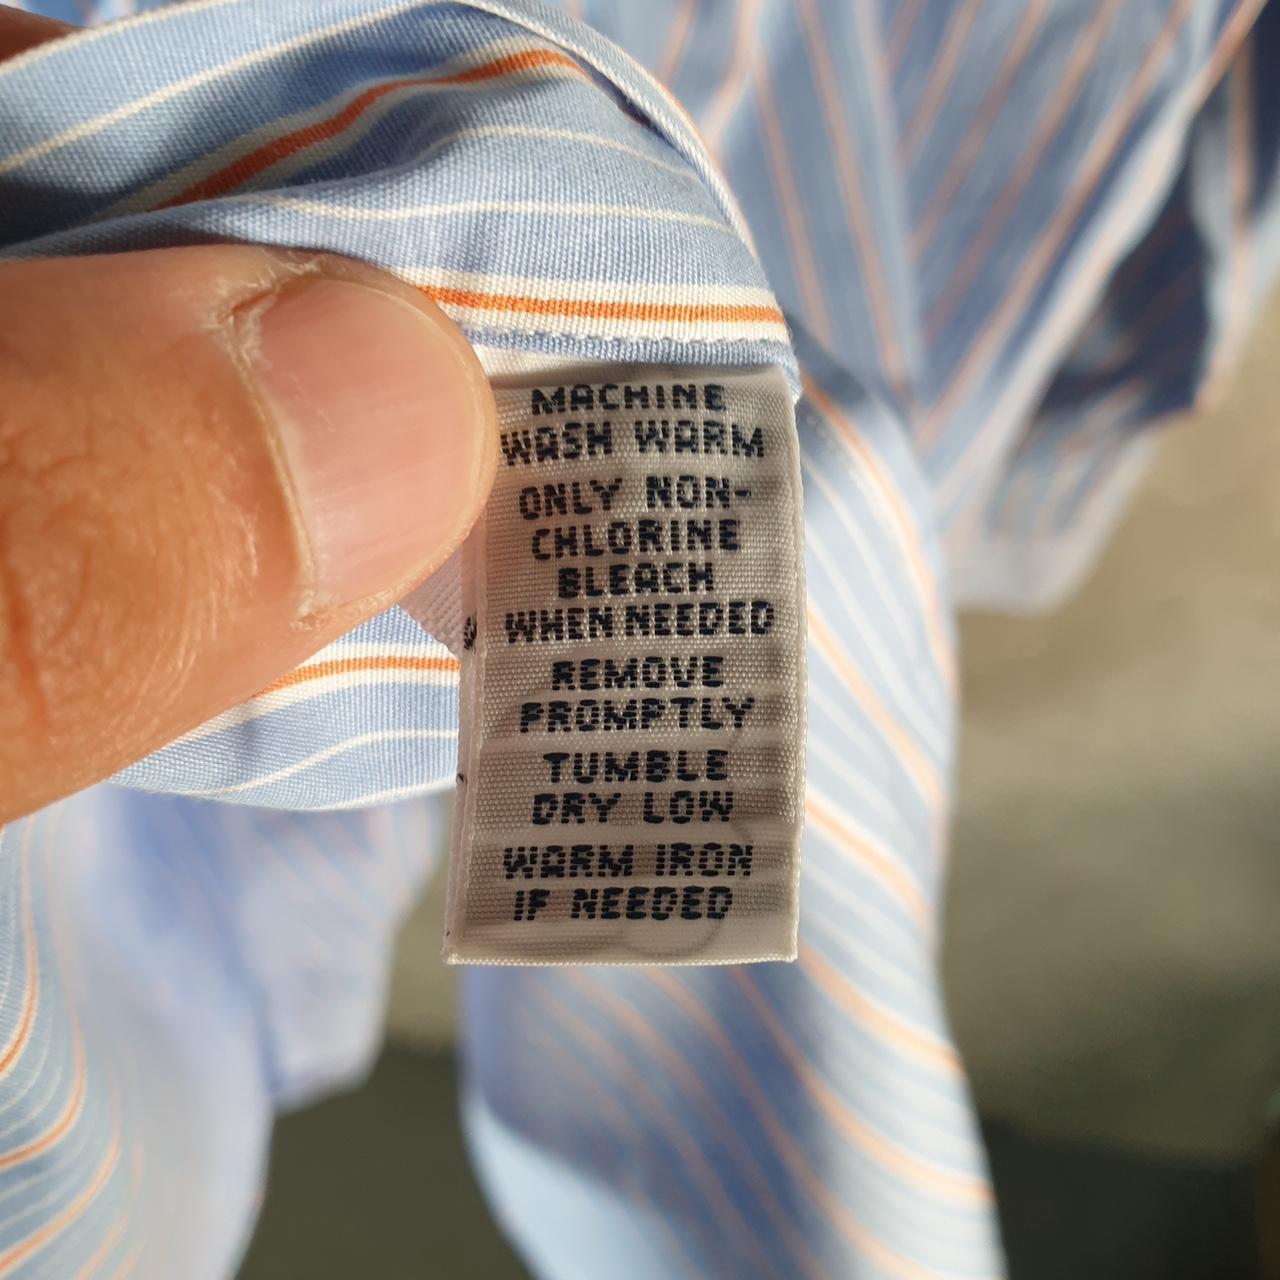 MACHINE
WASH WARM
ONLY NON-
CHLORINE
BLEACH
WHEN NEEDED
REMOVE
PROMPTLY
TUMBLE
DRY LOW
WARM IRON
IF NEEDED